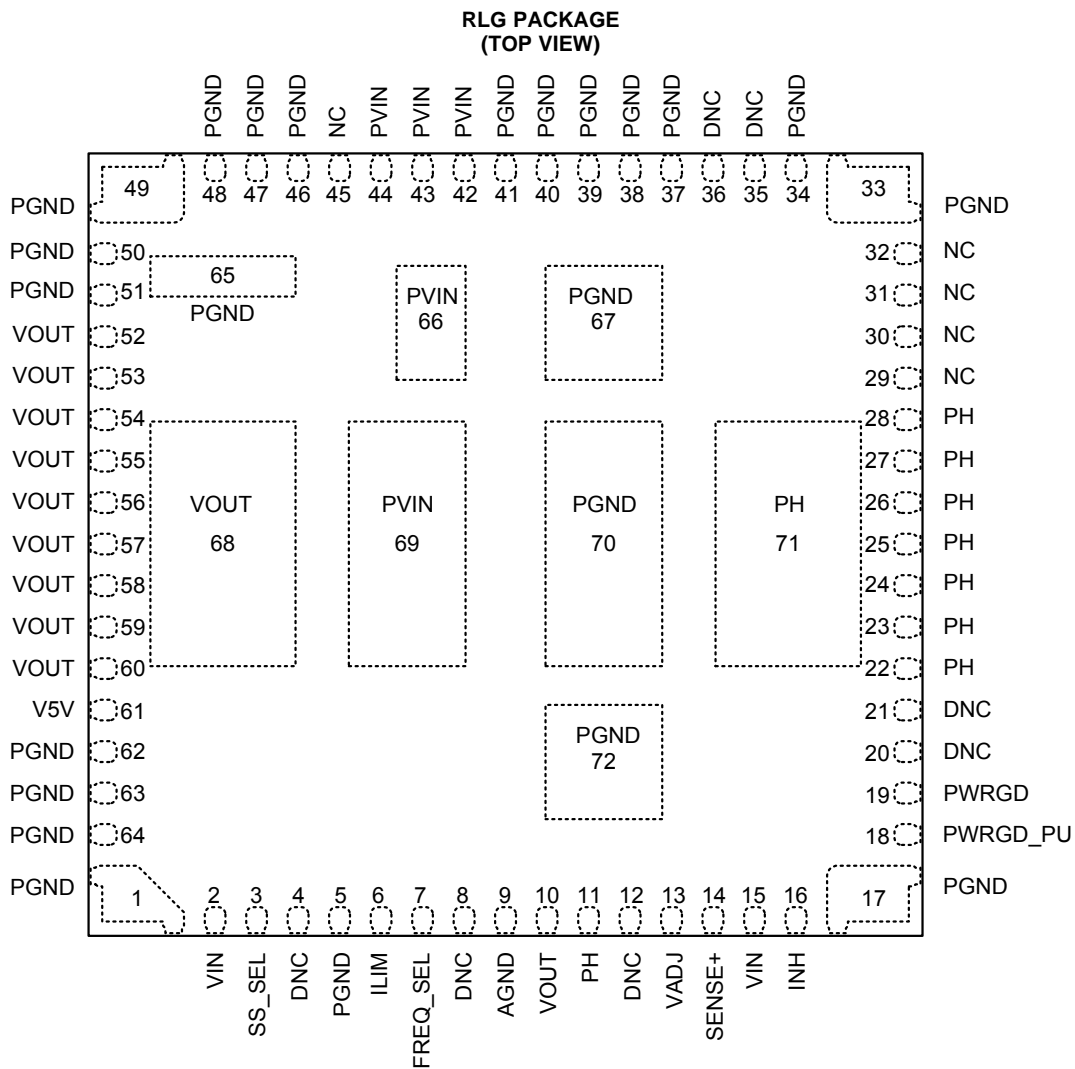 RLG PACKAGE
(TOP VIEW)
PGND PGND PGND NC PVIN PVIN PVIN PGND PGND PGND PGND PGND DNC DNC PGND
48 47 46 45 44 43 42 41 40 39 38 37 36 35 34
49 33
PGND PGND
PGND 50 32 NC
PGND 51 31 NC
65
PGND
PVIN
66
PGND
67
VOUT 52 30 NC
VOUT 53 29 NC
VOUT 54 28 PH
VOUT 55 27 PH
VOUT 56 26 PH
VOUT PVIN PGND PH
68 69 70 71
VOUT 57 25 PH
VOUT 58 24 PH
VOUT 59 23 PH
VOUT 60 22 PH
V5V 61 21 DNC
PGND
72
PGND 62 20 DNC
PGND 63 19 PWRGD
PGND 64 18 PWRGD_PU
PGND 1 17 PGND
2 3 4 5 6 7 8 9 10 11 12 13 14 15 16
VIN SS_SEL DNC PGND ILIM FREQ_SEL DNC AGND VOUT PH DNC VADJ SENSE+ VIN INH